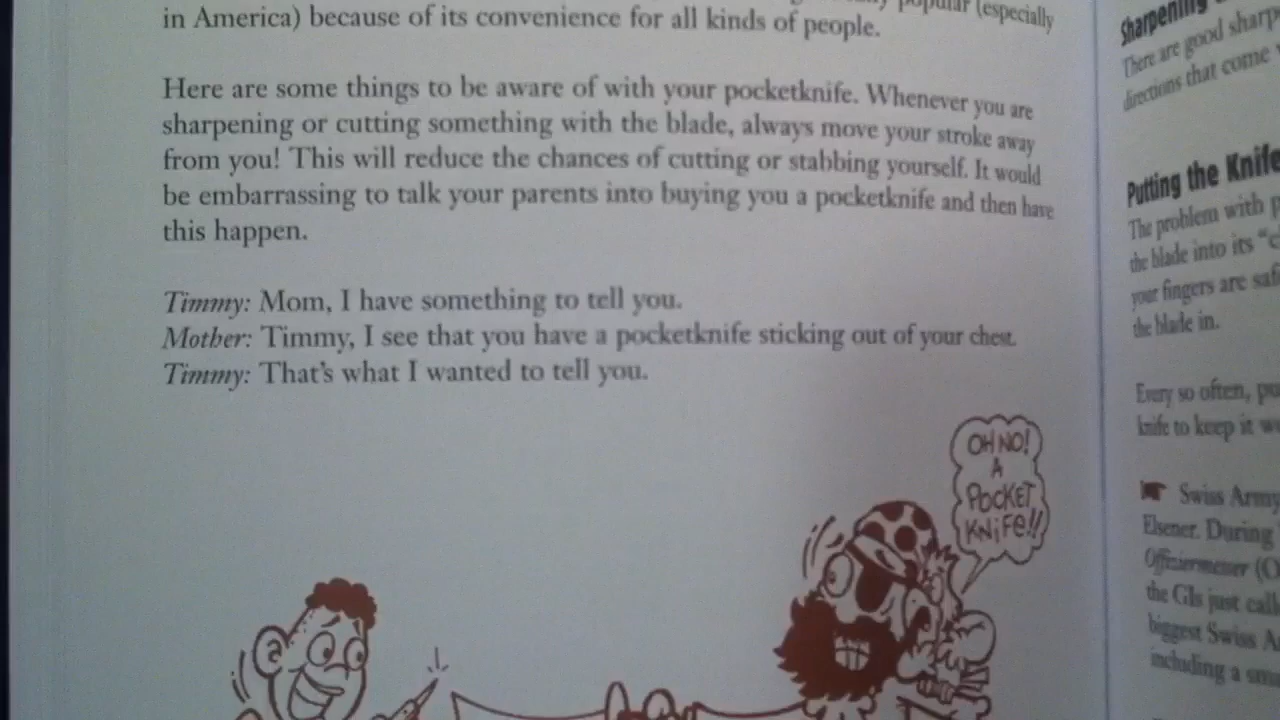 popular (especially
in America) because of its convenience for all kinds of people.
Here are some things to be aware of with your pocketknife. Whenever you are
sharpening or cutting something with the blade, always move your stroke away
from you! This will reduce the chances of cutting or stabbing yourself. It would
be embarrassing to talk your parents into buying you a pocketknife and then have
this happen.
Timmy: Mom, I have something to tell you.
Mother: Timmy, I see that you have a pocketknife sticking out of your chest.
Timmy: That's what I wanted to tell you.
OH NO!
A
POCKET
KNIFE!!
Sharpening
There are good sharp
directions that come
Putting the Knife
The problem with p
the blade into its "c
your fingers are saf
the blade in.
Every so often, pu
knife to keep it w
Swiss Army
Elsener. During
Offiziermesser (O
the GIs just call
biggest Swiss A
including a sma